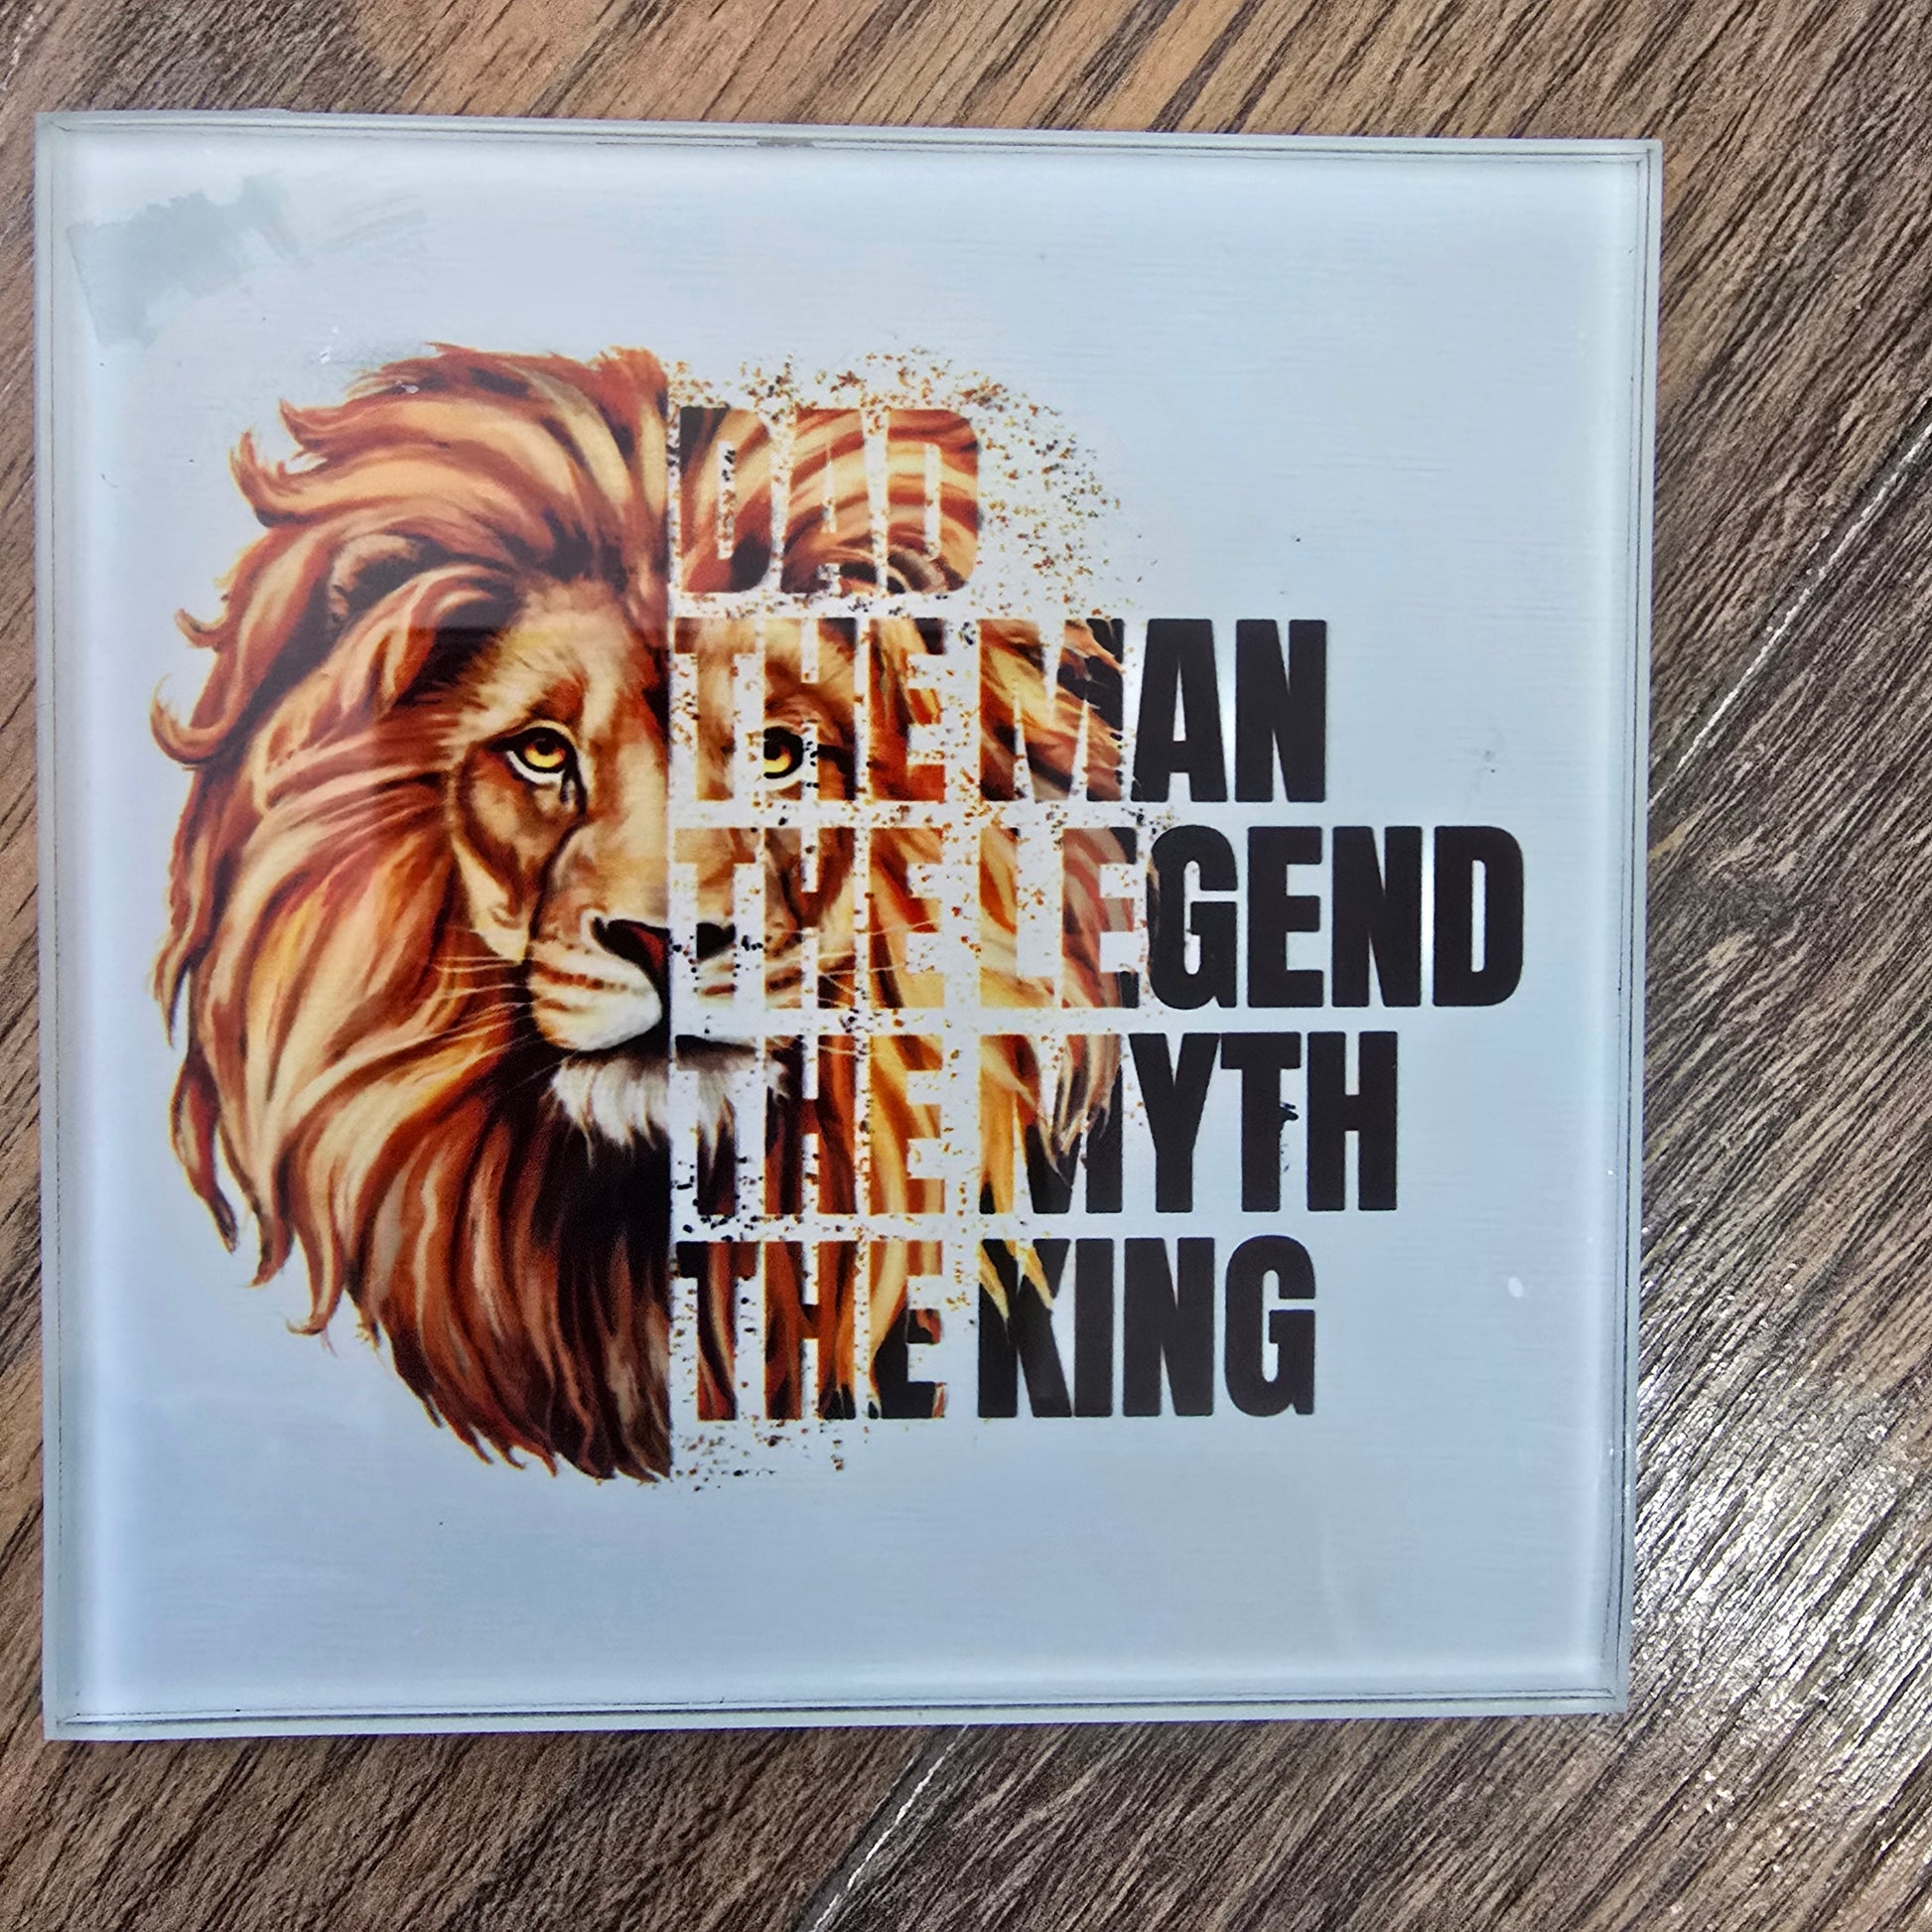 DAD
THE MAN
THE LEGEND
THE MYTH
THE KING